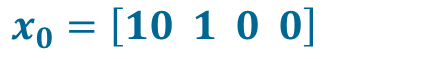 x₀ = [10 1 0 0]